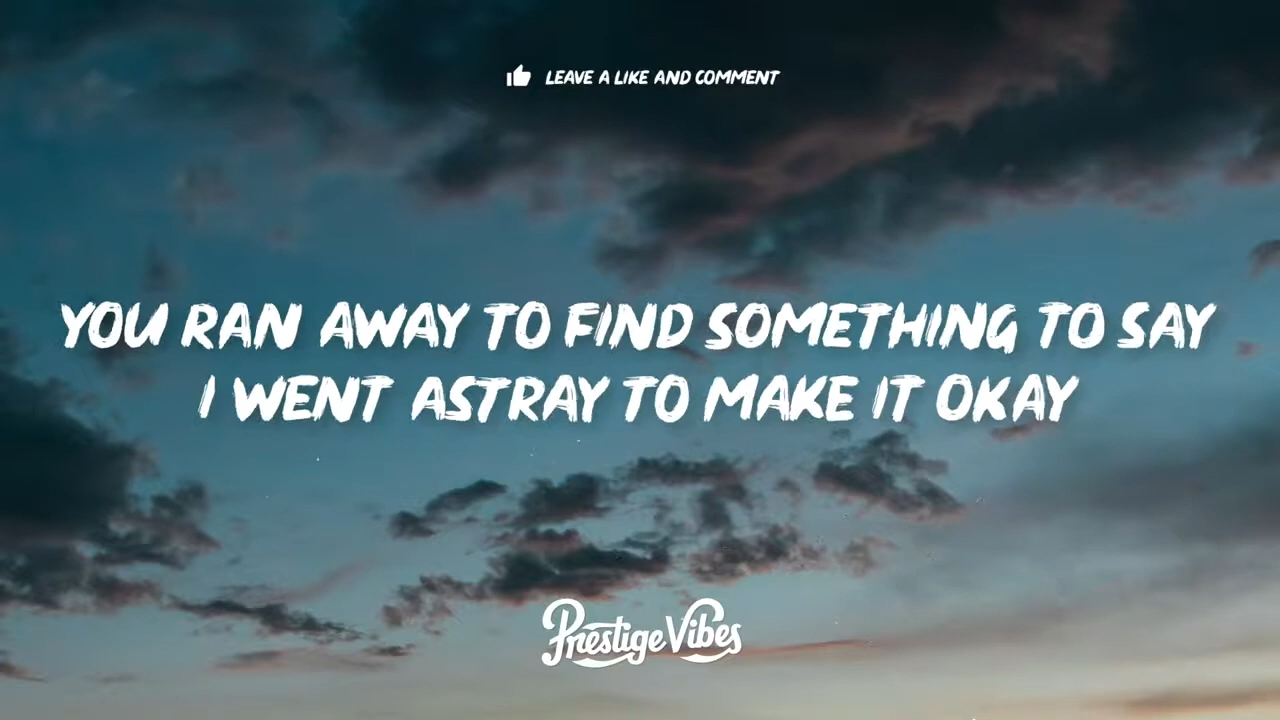 LEAVE A LIKE AND COMMENT
YOU RAN AWAY TO FIND SOMETHING TO SAY
I WENT ASTRAY TO MAKE IT OKAY
Prestige Vibes